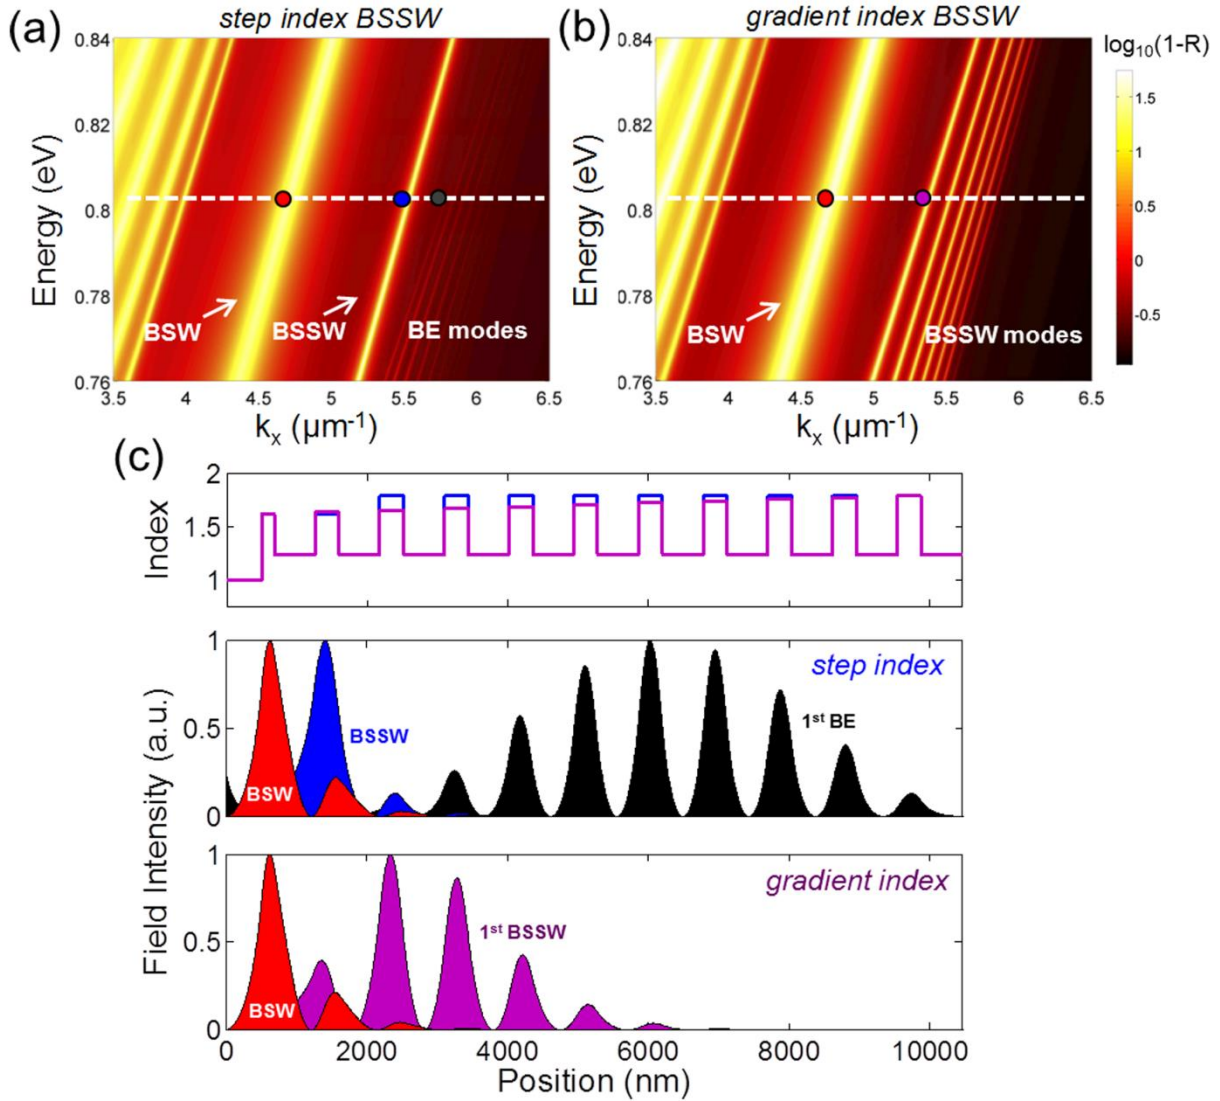 (a)
step index BSSW
(b)
gradient index BSSW
log10(1-R)
0.84
0.82
0.8
0.78
0.76
Energy (eV)
BSW
BSSW
BE modes
3.5
4
4.5
5
5.5
6
6.5
kx (µm-1)
0.84
0.82
0.8
0.78
0.76
Energy (eV)
BSW
BSSW modes
3.5
4
4.5
5
5.5
6
6.5
kx (µm-1)
1.5
1
0.5
0
-0.5
(c)
2
1.5
1
Index
1
0.5
0
step index
BSW
BSSW
1st BE
Field Intensity (a.u.)
1
0.5
0
gradient index
BSW
1st BSSW
0
2000
4000
6000
8000
10000
Position (nm)